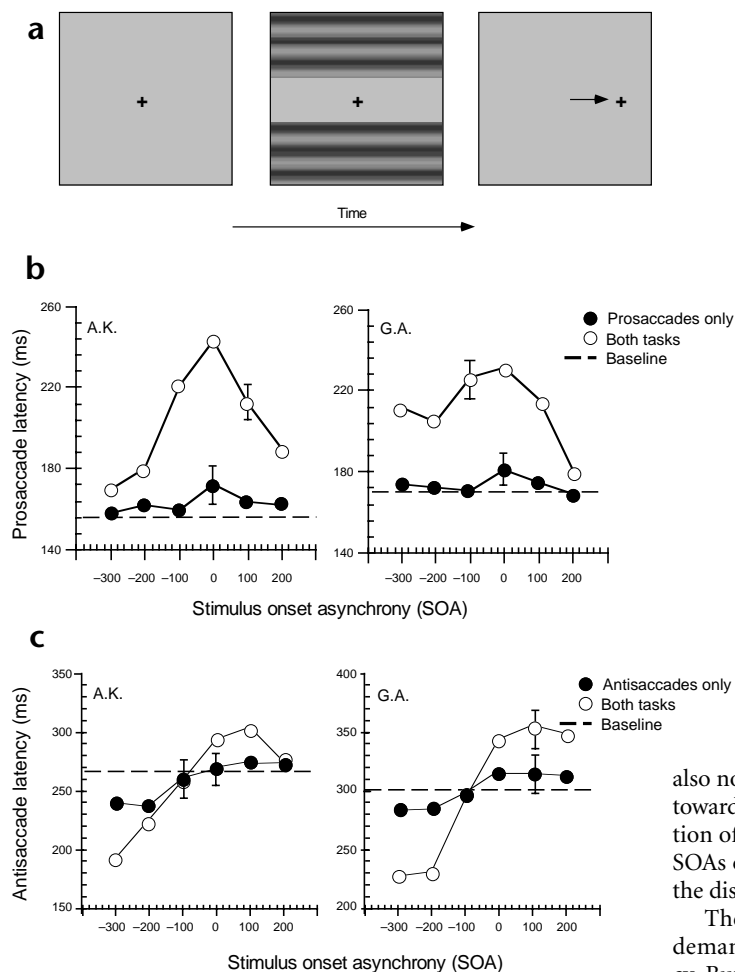 a
Time
b
260
220
180
140
Prosaccade latency (ms)
A.K.
–300 –200 –100 0 100 200
260
220
180
140
G.A.
–300 –200 –100 0 100 200
Prosaccades only
Both tasks
Baseline
Stimulus onset asynchrony (SOA)
c
350
300
250
200
150
Antisaccade latency (ms)
A.K.
–300 –200 –100 0 100 200
400
350
300
250
200
G.A.
–300 –200 –100 0 100 200
Antisaccades only
Both tasks
Baseline
Stimulus onset asynchrony (SOA)
also no
toward
tion of
SOAs
the dis
The
deman